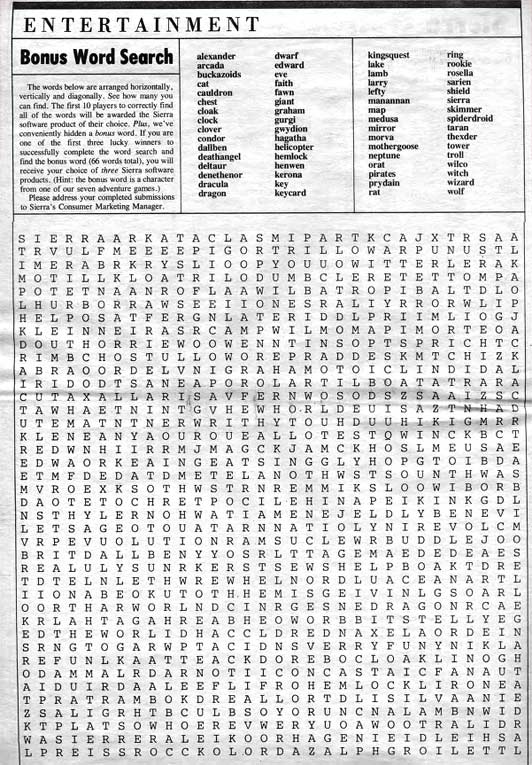 ENTERTAINMENT
Bonus Word Search
The words below are arranged horizontally,
vertically and diagonally. See how many you
can find. The first 10 players to correctly find
all of the words will be awarded the Sierra
software product of their choice. Plus, we've
conveniently hidden a bonus word. If you are
one of the first three lucky winners to
successfully complete the word search and
find the bonus word (66 words total), you will
receive your choice of three Sierra software
products. (Hint: the bonus word is a character
from one of our seven adventure games.)
Please address your completed submissions
to Sierra's Consumer Marketing Manager.
alexander
arcada
buckazoids
cat
cauldron
chest
cloak
clover
condor
dallben
deathangel
deltaur
denethenor
dracula
dragon
dwarf
edward
eve
faith
fawn
giant
graham
gurgi
gwydion
hagatha
helicopter
hemlock
henwen
kerona
key
keycard
kingsquest
lake
lamb
larry
lefty
manannan
map
medusa
mirror
morva
mothergoose
neptune
orat
pirates
prydain
rat
ring
rookie
rosella
sarien
shield
sierra
skimmer
spiderdroid
taran
thexder
tower
troll
wilco
witch
wizard
wolf
S I E R R A A R K A T A C L A S M I P A R T K C A J X T R S A A
T R V U L F M E E E E P I G O R T R I L L O W A R P U N U S T L
I M E R A B R K R Y S L I O O P Y O U U O W I T T E R L E R A K
M O T I L L K L O A T R I L O D U M B C L E R E T E T T O M P A
P O T E T N A A N R O F L A A W I L B A T R O P I B A L T D L O
L H U R B O R R A W S E E I I O N E S R A L I Y R R O R W L I P
H E L P O S A T F E R G N L A T E R I D D L P R I M L I O G J
K L E I N N E I R A S R C A M P W I L M O M A P I M O R T E O A
D O U T H O R R I E W O O W E N N T I N S O P T S P R I C H T C
R I M B C H O S T U L L O W O R E P R A D D E S K M T C H I Z K
A B R A O O R D E L V N I G R A H A M O T O I C L I N D I D A L
I R I D O D T S A N E A P O R O L A R T I L B O A T A T R A R A
C U T A X A L L A R I S A V F E R N W O S O D S Z S A A I Z S C
T A W H A E T N I N T G V H E W H O R L D E U I S A Z T N H A D
U T E M A T N T N E R W R I T H Y T O U H D U U H I K I G M R R
K L E N E A N Y A O U R O U E A L L O T E S T Q W I N C K B C T
R E D W N H I I R R M J M A G C K J A M C K H O S L M E U S A E
E D W A O R K E A I N G E A T S I N G G L Y H O P G T O I B D A
E T M F D E D A T D M E T E L A N O T H W S T S O U N T H W A S
M V R O E X K S O T H W S T R N R E M M I K S L O O W I B O R B
D A O T E T O C H R E T P O C I L E H I N A P E I K I N K G D L
N S T H Y L E R N O H W A T I A M E N E J E L D L Y B E N E V I
L E T S A G E O T O U A T A R N N A T I O L Y N I R E V O L C M
V R P E V U O L U T I O N R A M S U C L E W R B U D D L E J O O
B R I T D A L L B E N Y Y O S R L T T A G E M A E D E D E A E S
R E A L U L Y S U N R K E R S T S E W S H E L P B O A K T D R E
T D T E L N L E T H W R E W H E L N O R D L U A C E A N A R T L
I I O N A B E O K U T O T H H E M I S G E I V I N L G S O A R L
O O R T H A R W O R L N D C I N R G E S N E D R A G O N R C A E
K R L A H T A G A H R E A B H E O W O R B B I T S T E L L Y E G
E D T H E W O R L I D H A C C L D R E D N A X E L A O R D E I N
S R N G T O G A R W P T A C I D N S V E R R Y F U N Y N I K L A
R E F U N L K A A T T E A C K D O R E B O C L O A K L I N O G H
O D A M M A L R D A R N O T I I C O N C A S T A I C F A N A U T
A I D U I R D A A L E E F L I F R O H E M L O C K L I R O N E A
T P R A T R A M B O K D R E A L L O R T D L I S I L V A A N I E
Z S A L I G R H T B C U L B S O Y O R U N C N A L A M B N W I D
K T P L A T S O W H O E R E V W E R Y U O A W O O T R A L I D R
W A S I E R R E R A L E I K O O R H A G E N I E I D L E I H S A
L P R E I S S R O C C K O L O R D A Z A L P H G R O I L E T T L